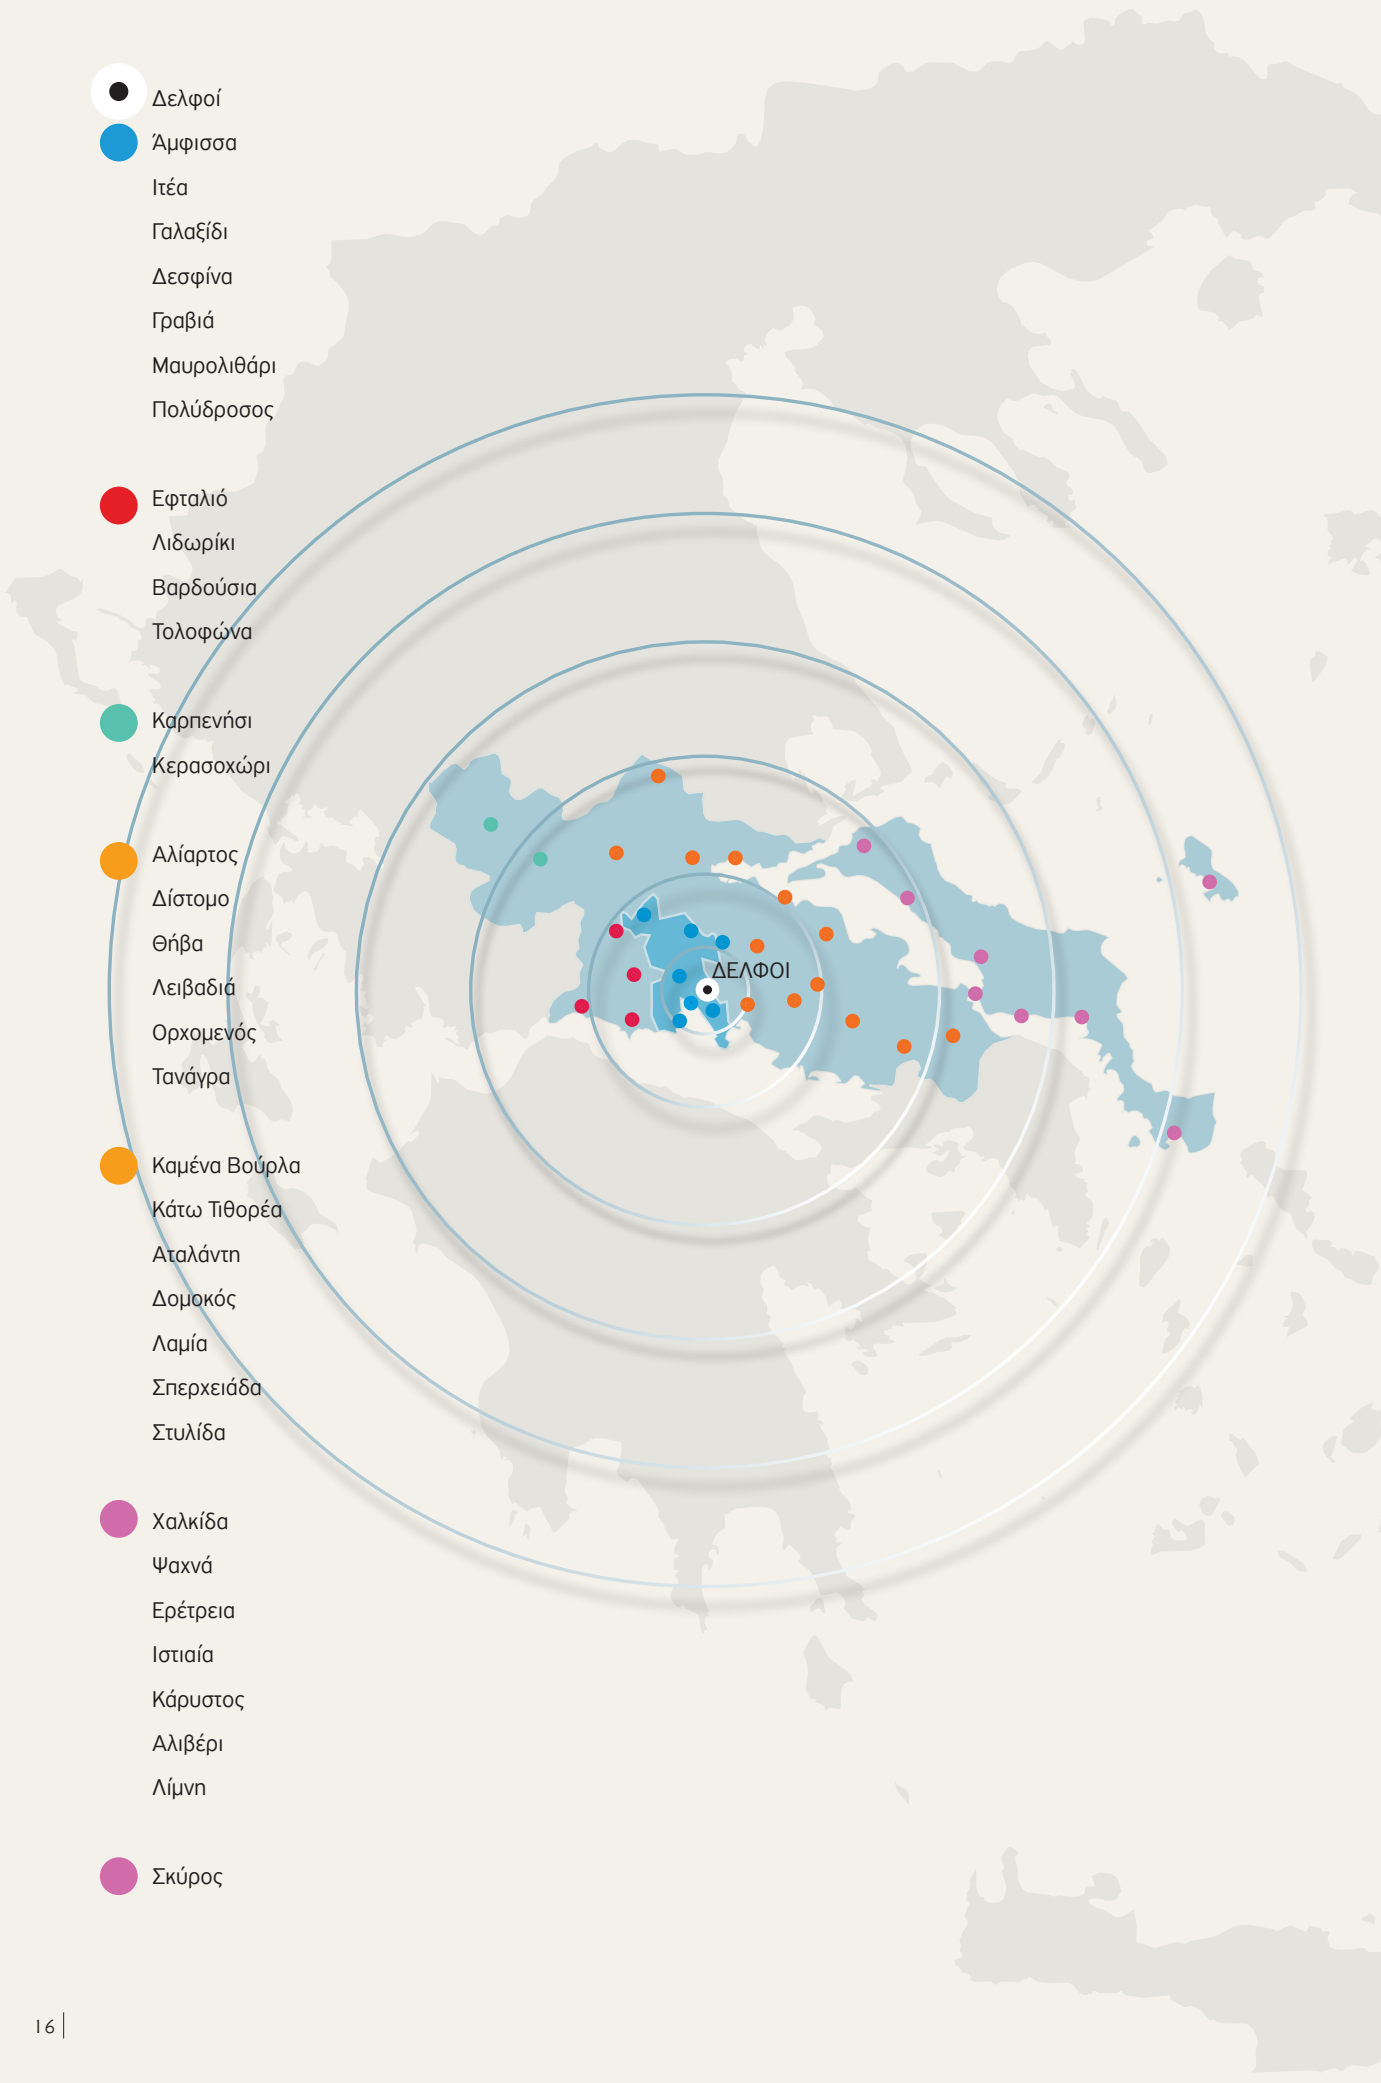 Δελφοί
Άμφισσα
Ιτέα
Γαλαξίδι
Δεσφίνα
Γραβιά
Μαυρολιθάρι
Πολύδροσος
Εφταλιό
Λιδωρίκι
Βαρδούσια
Τολοφώνα
Καρπενήσι
Κερασοχώρι
Αλίαρτος
Δίστομο
Θήβα
Λειβαδιά
Ορχομενός
Τανάγρα
Καμένα Βούρλα
Κάτω Τιθορέα
Αταλάντη
Δομοκός
Λαμία
Σπερχειάδα
Στυλίδα
Χαλκίδα
Ψαχνά
Ερέτρεια
Ιστιαία
Κάρυστος
Αλιβέρι
Λίμνη
Σκύρος
ΔΕΛΦΟΙ
16